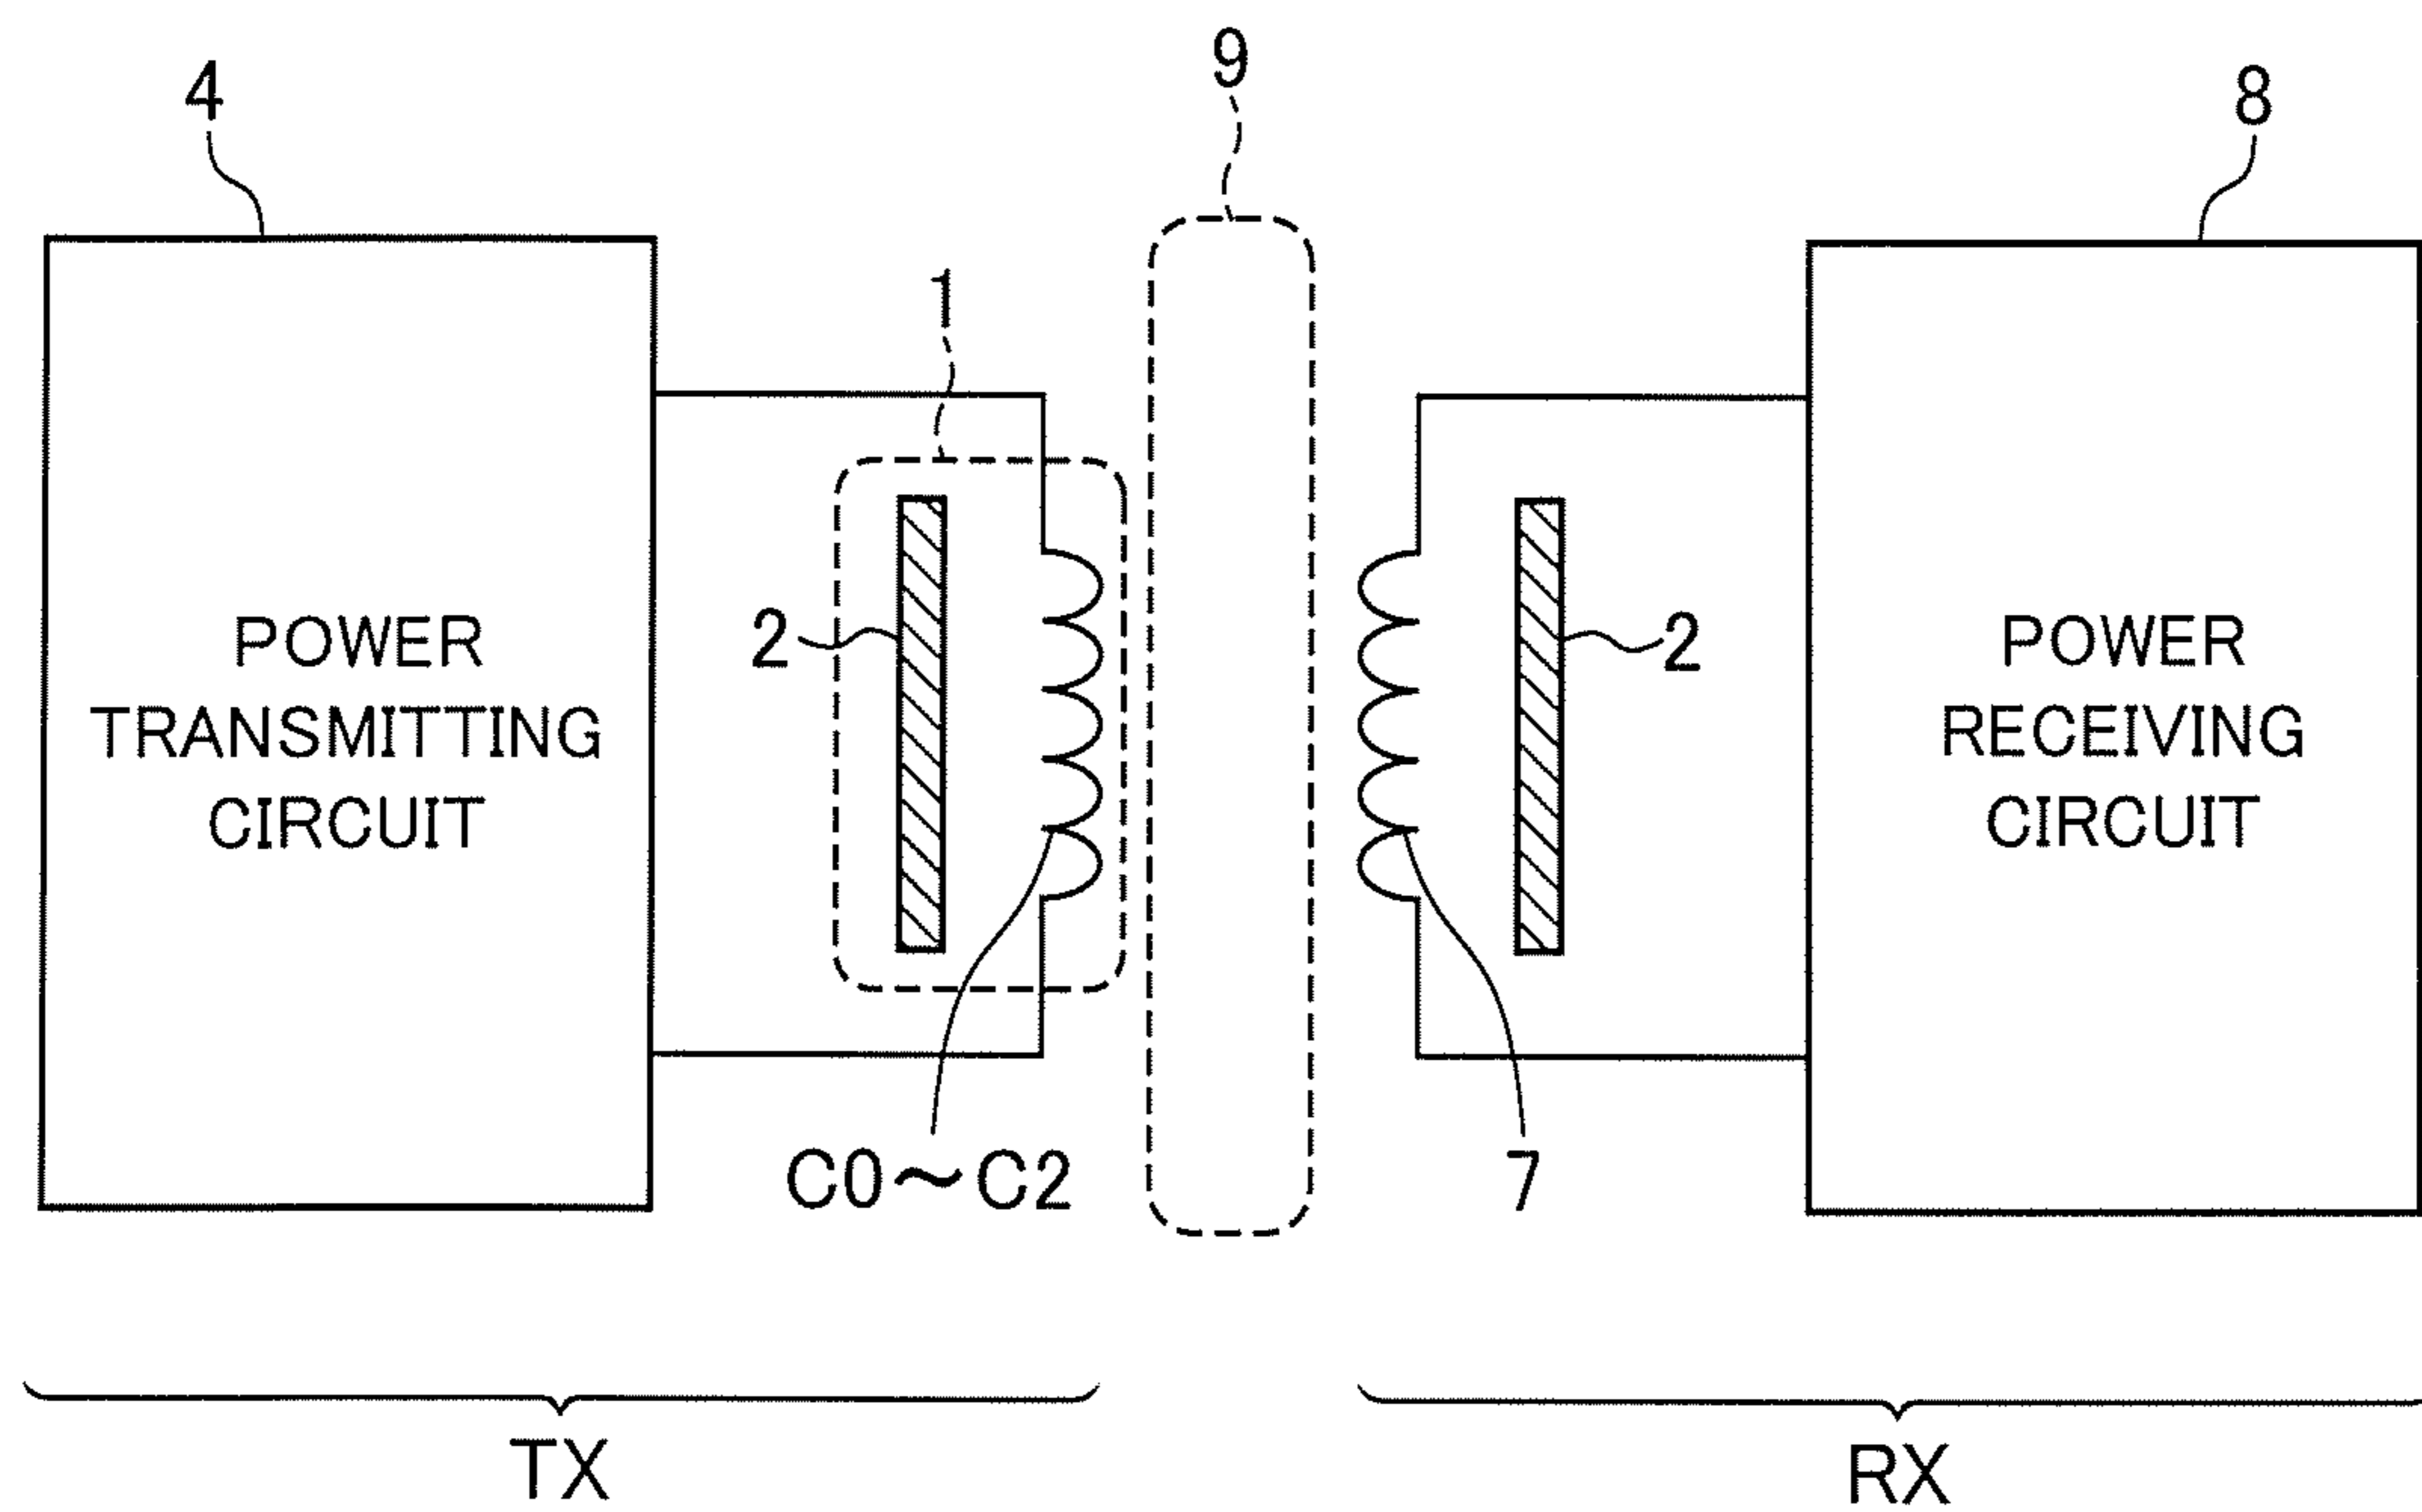 9
4
8
1
2
2
POWER
TRANSMITTING
CIRCUIT
POWER
RECEIVING
CIRCUIT
C0～C2
7
TX
RX